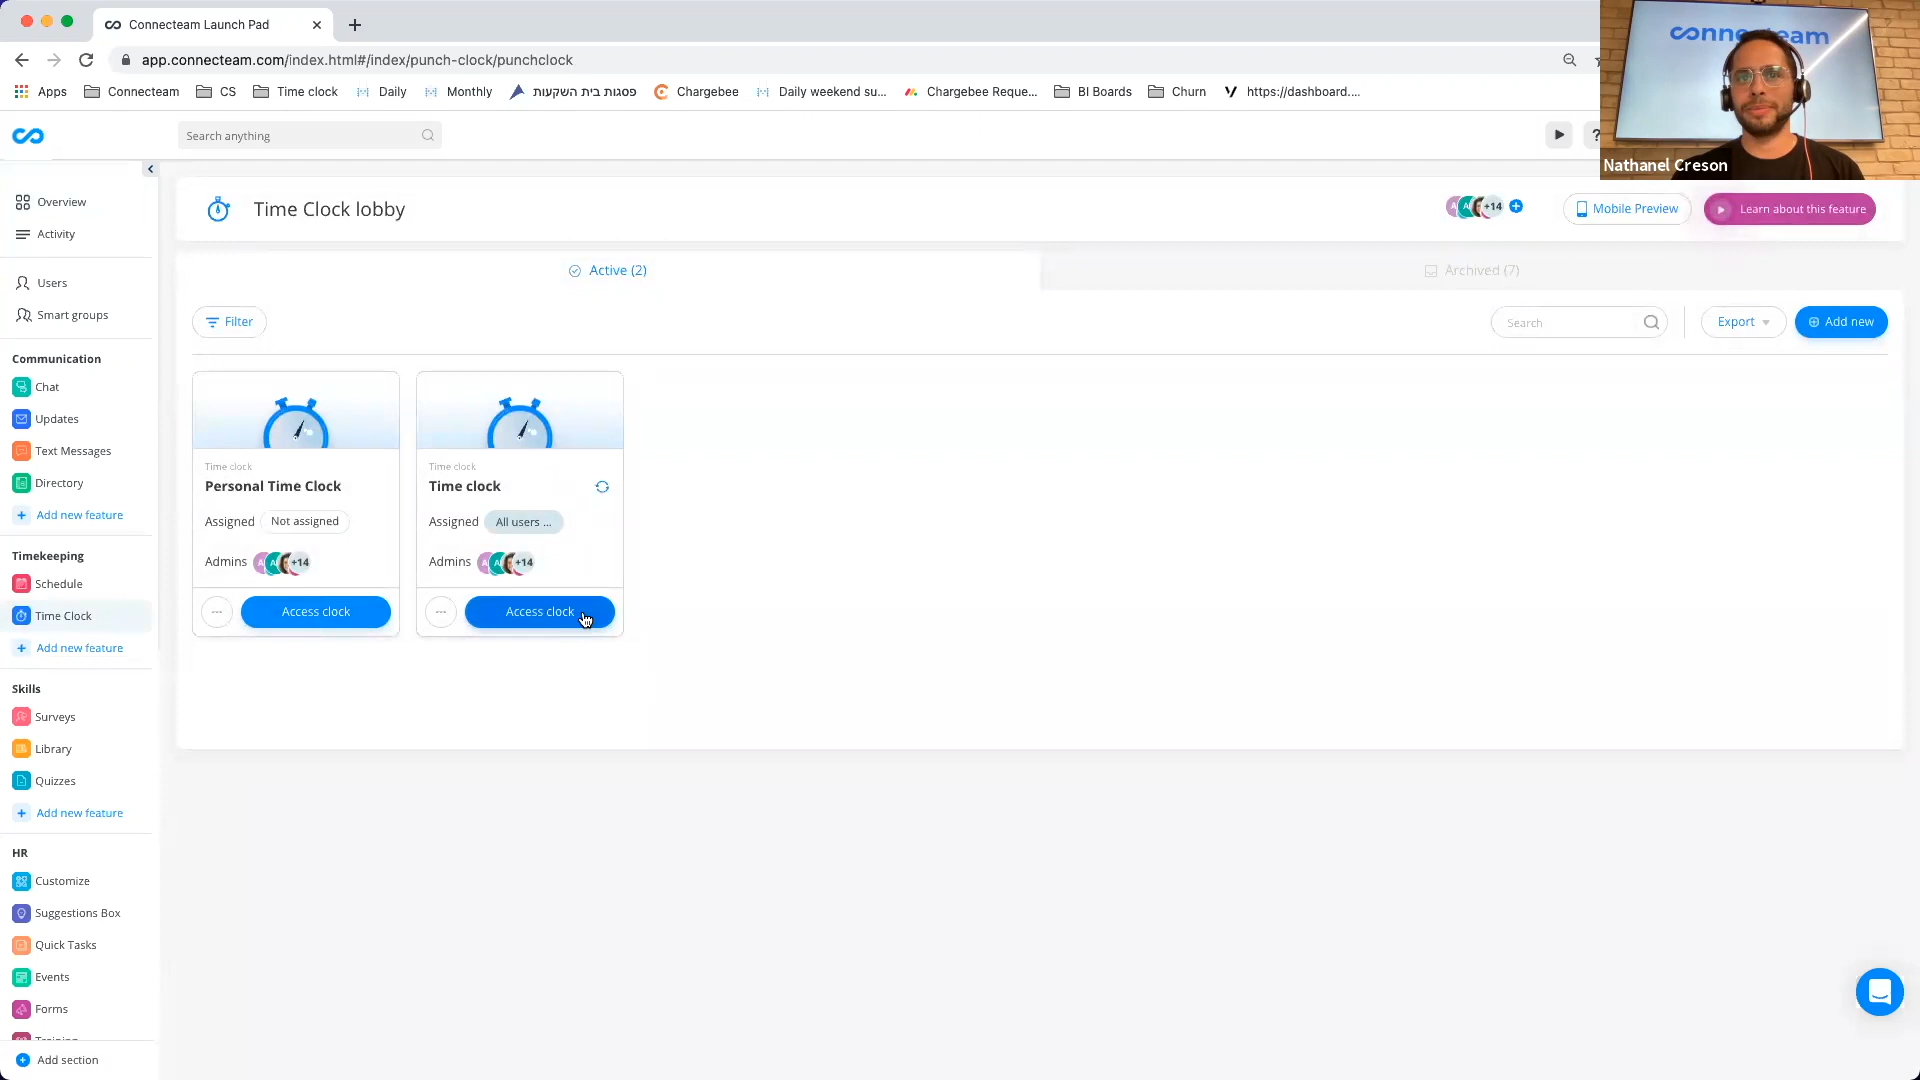 Connecteam Launch Pad
app.connecteam.com/index.html#/index/punch-clock/punchclock
Apps
Connecteam
CS
Time clock
Daily
Monthly
פסגות בית השקעות
Chargebee
Daily weekend su...
Chargebee Reque...
BI Boards
Churn
https://dashboard....
Nathanel Creson
Search anything
?
Overview
Activity
Users
Smart groups
Communication
Chat
Updates
Text Messages
Directory
+ Add new feature
Timekeeping
Schedule
Time Clock
+ Add new feature
Skills
Surveys
Library
Quizzes
+ Add new feature
HR
Customize
Suggestions Box
Quick Tasks
Events
Forms
Add section
Time Clock lobby
+14
Mobile Preview
Learn about this feature
Active (2)
Archived (7)
Filter
Search
Export
Add new
Time clock
Personal Time Clock
Assigned Not assigned
Admins +14
Access clock
Time clock
Time clock
Assigned All users ...
Admins +14
Access clock